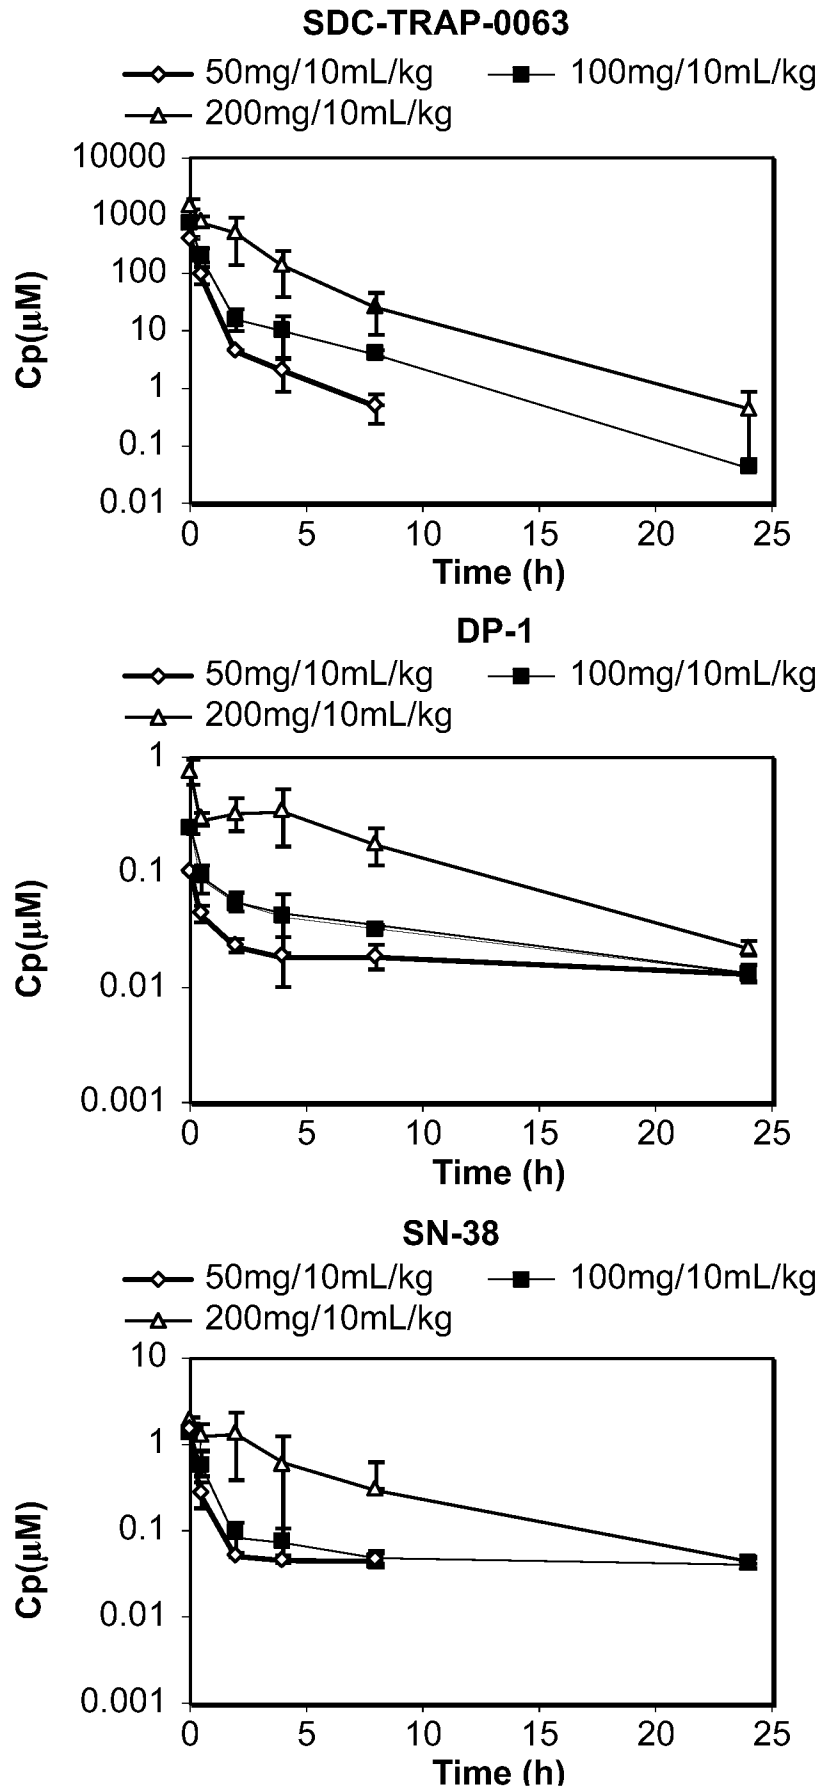 SDC-TRAP-0063
50mg/10mL/kg 100mg/10mL/kg
200mg/10mL/kg
10000
1000
100
10
1
0.1
0.01
Cp(μM)
0 5 10 15 20 25
Time (h)
DP-1
50mg/10mL/kg 100mg/10mL/kg
200mg/10mL/kg
1
0.1
0.01
0.001
Cp(μM)
0 5 10 15 20 25
Time (h)
SN-38
50mg/10mL/kg 100mg/10mL/kg
200mg/10mL/kg
10
1
0.1
0.01
0.001
Cp(μM)
0 5 10 15 20 25
Time (h)